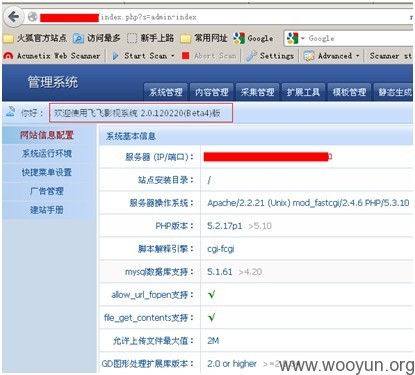 index.php?s=admin-index
火狐官方站点 访问最多 新手上路 常用网址 Google Google
Acunetix Web Scanner Start Scan Abort Scan Settings Advanced Scanner
管理系统
系统管理 内容管理 采集管理 扩展工具 模板管理 静态生成
你好： 欢迎使用飞飞影视系统 2.0.120220(Beta4)版
网站信息配置
系统运行环境
快捷菜单设置
广告管理
建站手册
系统基本信息
服务器 (IP/端口)：
站点安装目录： /
服务器操作系统： Apache/2.2.21 (Unix) mod_fastcgi/2.4.6 PHP/5.3.10
PHP版本： 5.2.17p1 >5.10
脚本解释引擎： cgi-fcgi
mysql数据库支持： 5.1.61 >4.20
allow_url_fopen支持： √
file_get_contents支持： √
允许上传文件最大值： 2M
GD图形处理扩展库版本： 2.0 or higher
www.wooyun.org